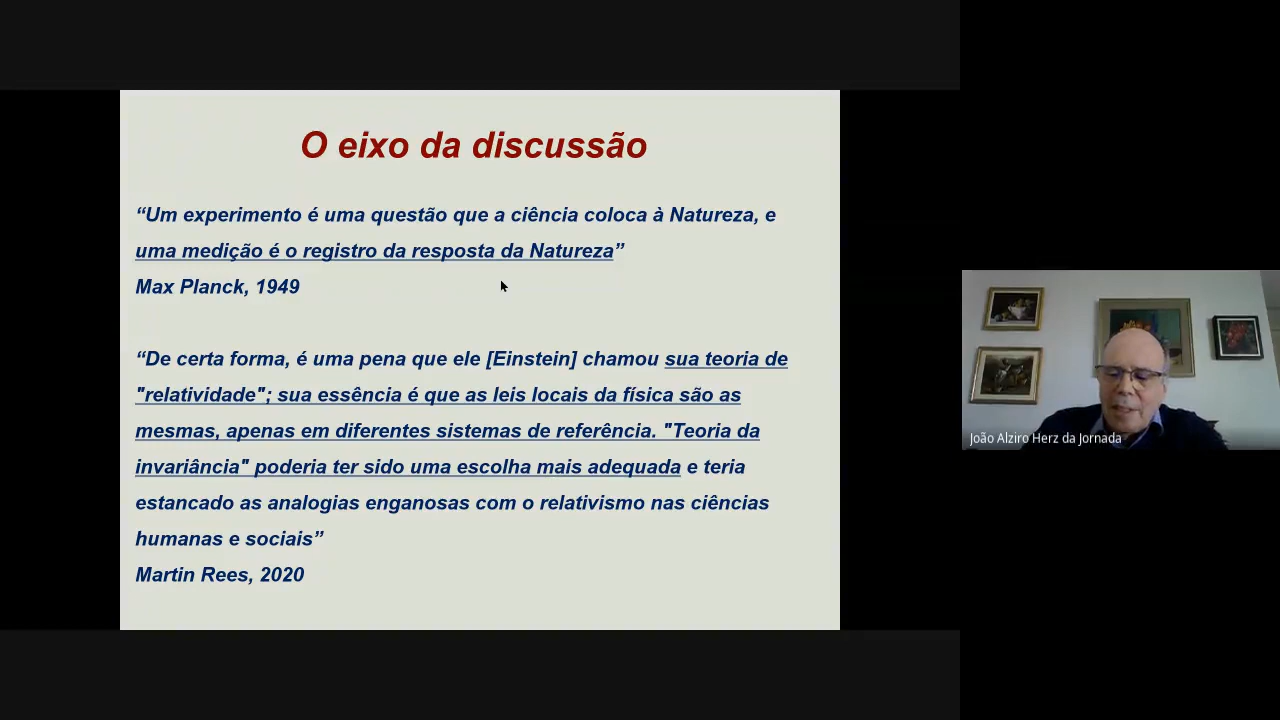 O eixo da discussão
“Um experimento é uma questão que a ciência coloca à Natureza, e
uma medição é o registro da resposta da Natureza”
Max Planck, 1949
“De certa forma, é uma pena que ele [Einstein] chamou sua teoria de
"relatividade"; sua essência é que as leis locais da física são as
mesmas, apenas em diferentes sistemas de referência. "Teoria da
invariância" poderia ter sido uma escolha mais adequada e teria
estancado as analogias enganosas com o relativismo nas ciências
humanas e sociais”
Martin Rees, 2020
João Alziro Herz da Jornada